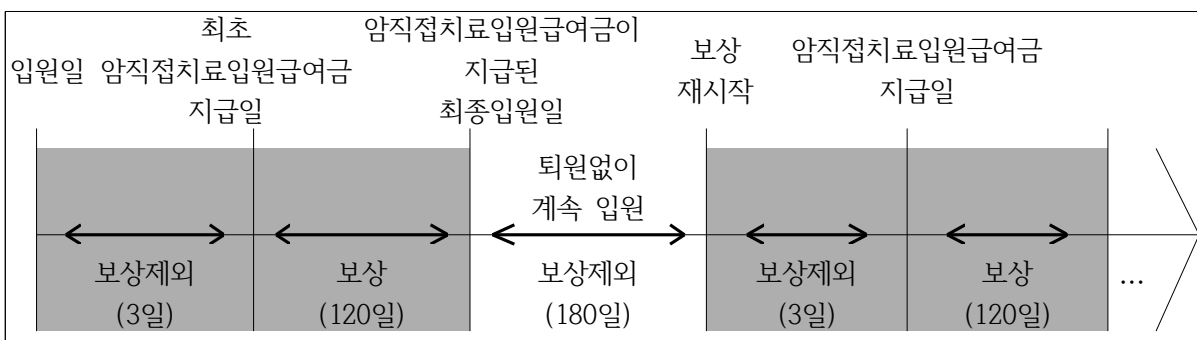 입원일
최초
암직접치료입원급여금
지급일
암직접치료입원급여금이
지급된
최종입원일
보상
재시작
암직접치료입원급여금
지급일
퇴원없이
계속 입원
보상제외
(3일)
보상
(120일)
보상제외
(180일)
보상제외
(3일)
보상
(120일)
...